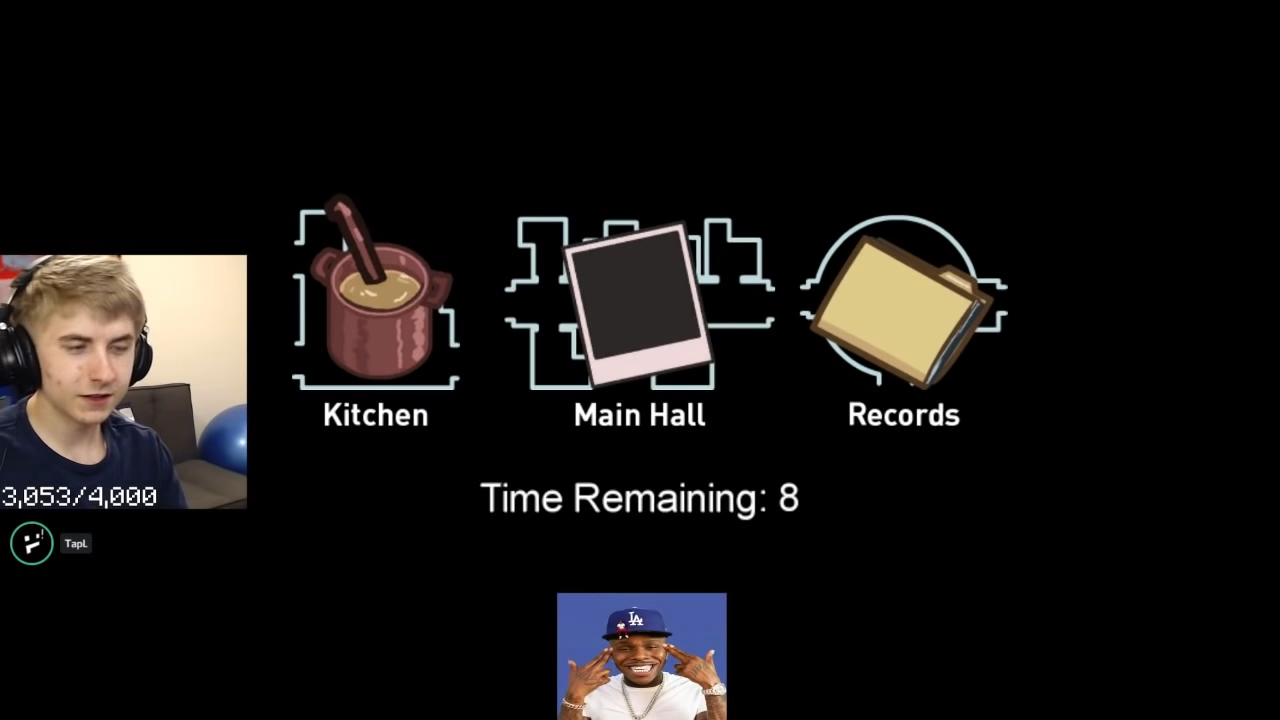 Kitchen
Main Hall
Records
Time Remaining: 8
3,053/4,000
TapL
LA